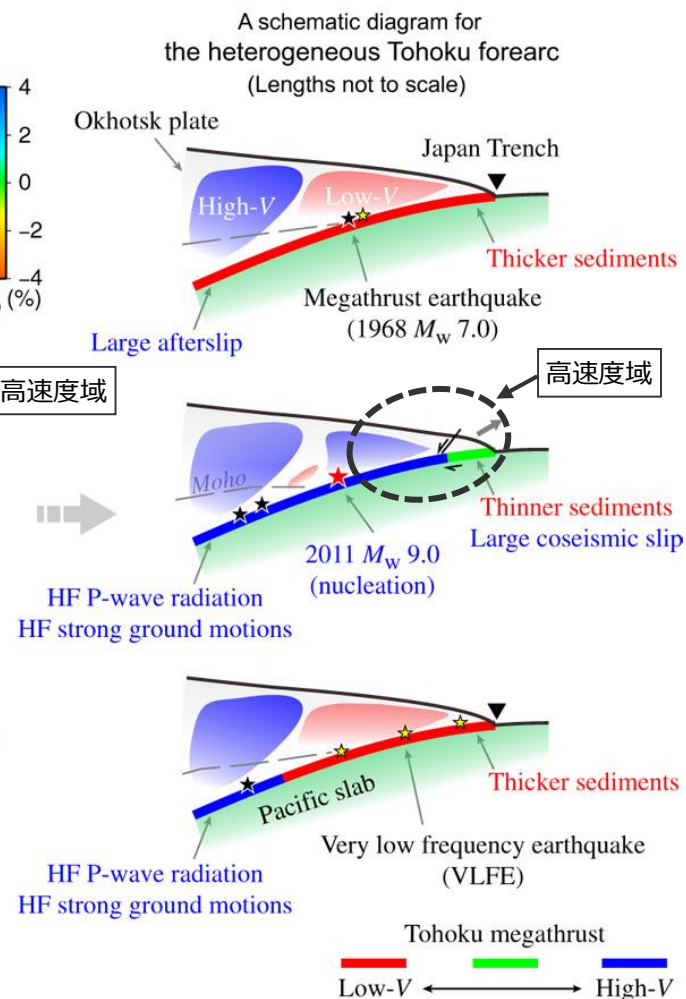 A schematic diagram for
the heterogeneous Tohoku forearc
(Lengths not to scale)
4
2
0
−2
−4
(%)
Okhotsk plate
Japan Trench
High-V
Low-V
Thicker sediments
Megathrust earthquake
(1968 Mw 7.0)
Large afterslip
高速度域
高速度域
Moho
Thinner sediments
Large coseismic slip
2011 Mw 9.0
(nucleation)
HF P-wave radiation
HF strong ground motions
Pacific slab
Thicker sediments
Very low frequency earthquake
(VLFE)
HF P-wave radiation
HF strong ground motions
Tohoku megathrust
Low-V
High-V